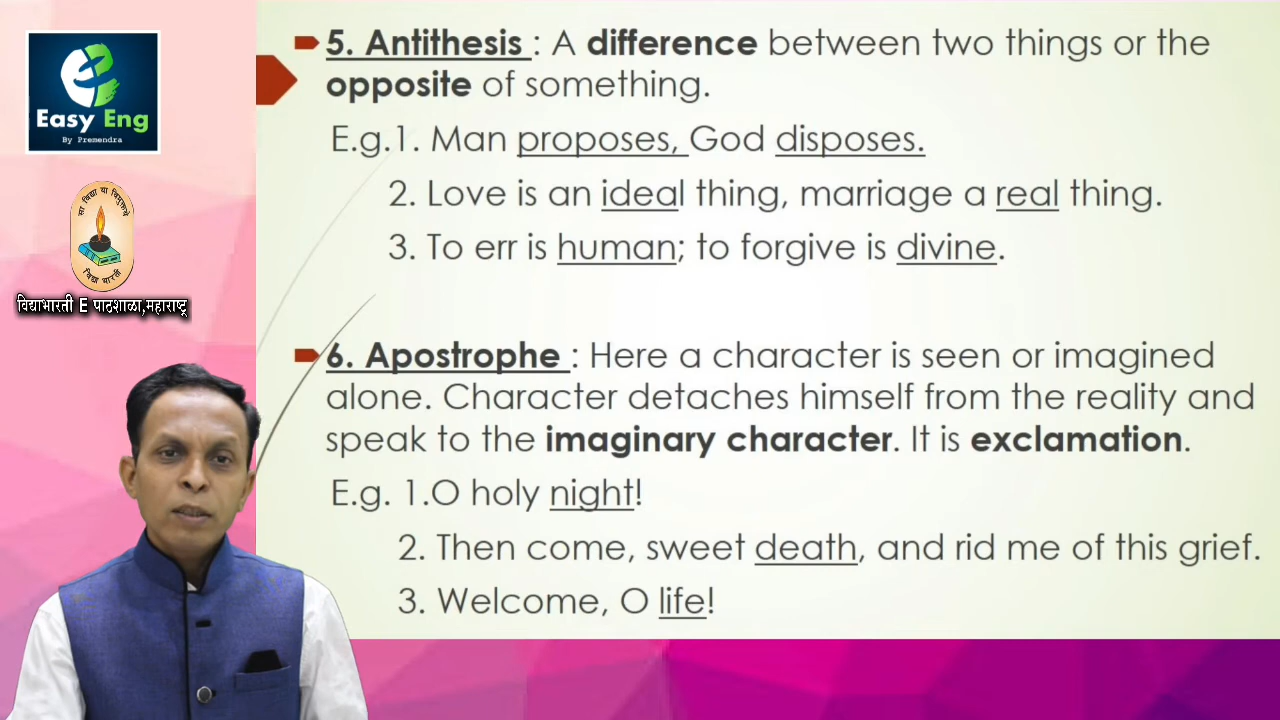 Easy Eng
By Premendra
सा विद्या या विमुक्तये
विद्या भारती
विद्याभारती E पाठशाळा,महाराष्ट्र
5. Antithesis : A difference between two things or the
opposite of something.
E.g.1. Man proposes, God disposes.
2. Love is an ideal thing, marriage a real thing.
3. To err is human; to forgive is divine.
6. Apostrophe : Here a character is seen or imagined
alone. Character detaches himself from the reality and
speak to the imaginary character. It is exclamation.
E.g. 1.O holy night!
2. Then come, sweet death, and rid me of this grief.
3. Welcome, O life!